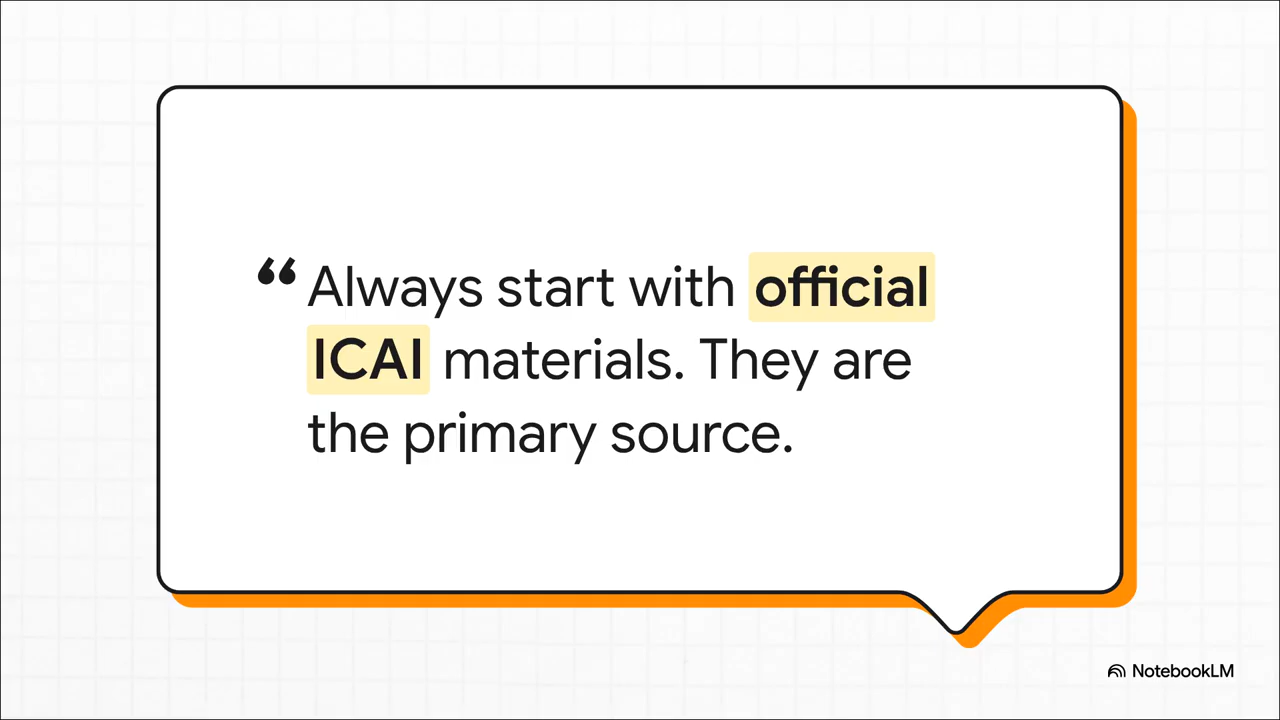 “Always start with official
ICAI materials. They are
the primary source.
NotebookLM